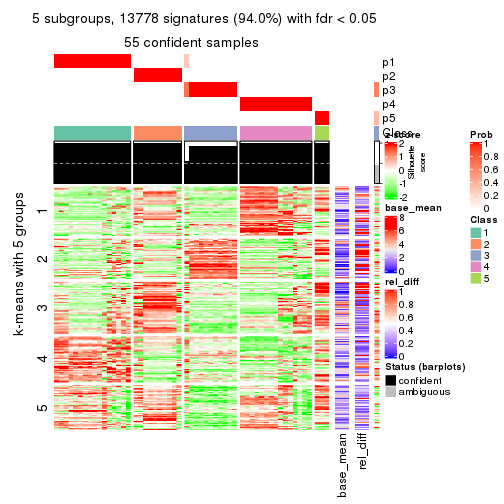 5 subgroups, 13778 signatures (94.0%) with fdr < 0.05
55 confident samples
p1
p2
p3
p4
p5
Class
Silhouette score
k-means with 5 groups
1
2
3
4
5
base_mean
rel_diff
z-score
2
1
0
-1
-2
base_mean
8
6
4
2
0
rel_diff
1
0.8
0.6
0.4
0.2
0
Status (barplots)
confident
ambiguous
Prob
1
0.8
0.6
0.4
0.2
0
Class
1
2
3
4
5